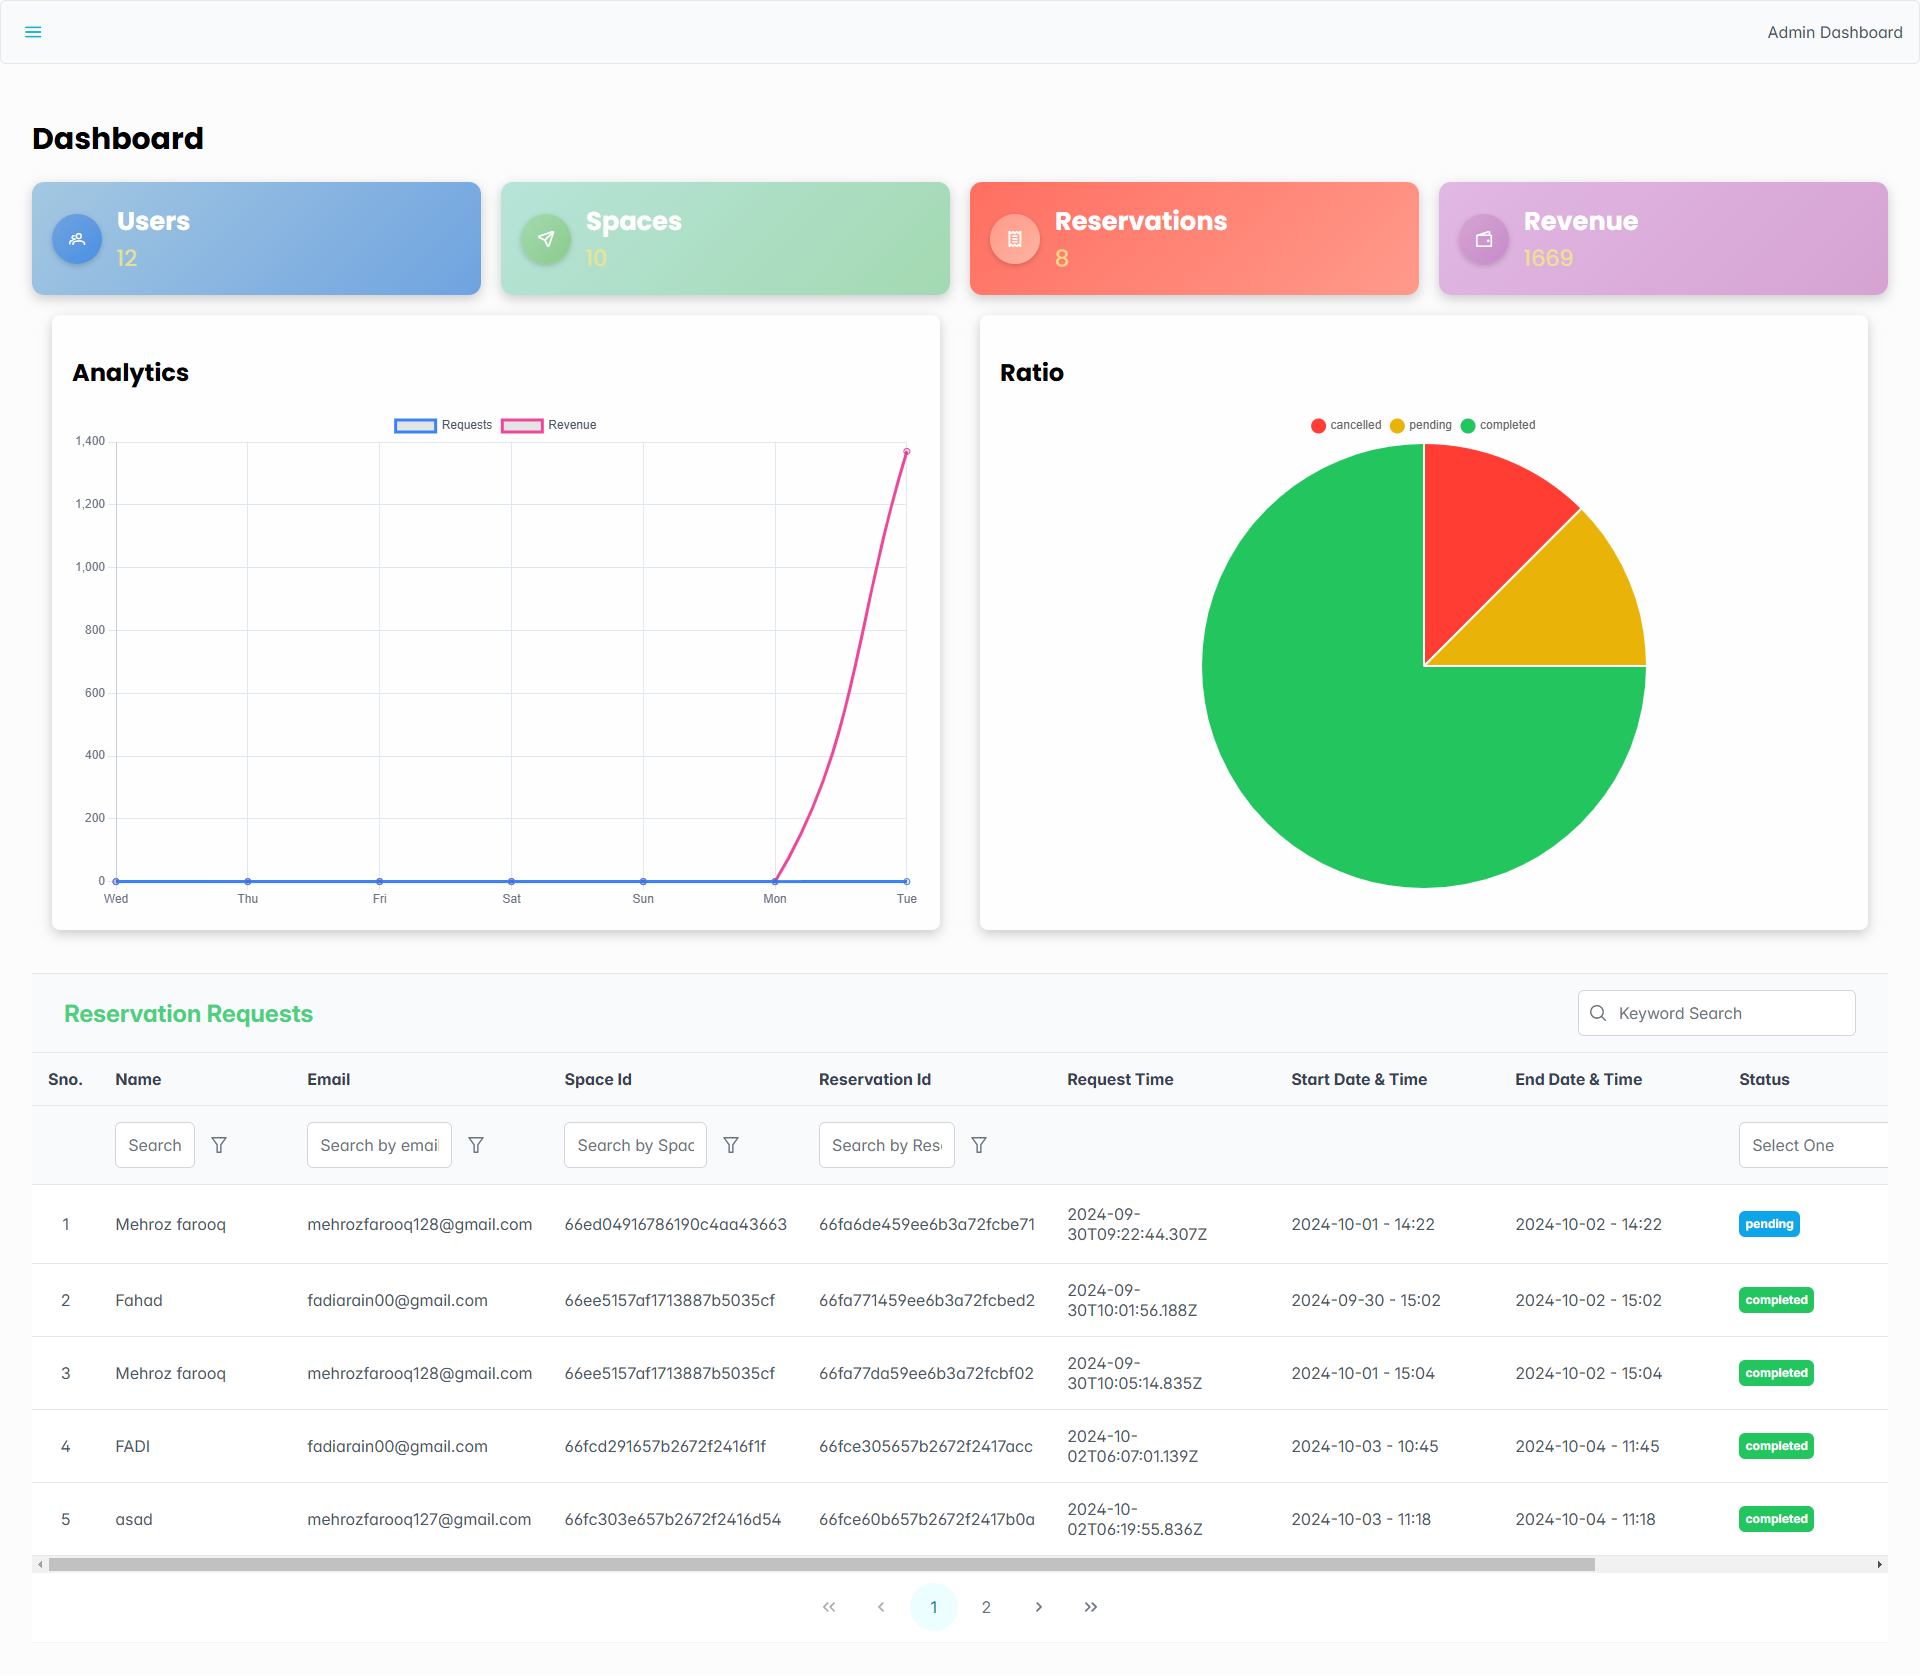 Admin Dashboard
Dashboard
Users
12
Spaces
10
Reservations
8
Revenue
1669
Analytics
Requests Revenue
1,400
1,200
1,000
800
600
400
200
0
Wed Thu Fri Sat Sun Mon Tue
Ratio
cancelled pending completed
Reservation Requests
Keyword Search
Sno. Name Email Space Id Reservation Id Request Time Start Date & Time End Date & Time Status
Search Search by email Search by Spac Search by Res Select One
1 Mehroz farooq mehrozfarooq128@gmail.com 66ed04916786190c4aa43663 66fa6de459ee6b3a72fcbe71 2024-09-
30T09:22:44.307Z 2024-10-01 - 14:22 2024-10-02 - 14:22 pending
2 Fahad fadiarain00@gmail.com 66ee5157af1713887b5035cf 66fa771459ee6b3a72fcbed2 2024-09-
30T10:01:56.188Z 2024-09-30 - 15:02 2024-10-02 - 15:02 completed
3 Mehroz farooq mehrozfarooq128@gmail.com 66ee5157af1713887b5035cf 66fa77da59ee6b3a72fcbf02 2024-09-
30T10:05:14.835Z 2024-10-01 - 15:04 2024-10-02 - 15:04 completed
4 FADI fadiarain00@gmail.com 66fcd291657b2672f2416f1f 66fce305657b2672f2417acc 2024-10-
02T06:07:01.139Z 2024-10-03 - 10:45 2024-10-04 - 11:45 completed
5 asad mehrozfarooq127@gmail.com 66fc303e657b2672f2416d54 66fce60b657b2672f2417b0a 2024-10-
02T06:19:55.836Z 2024-10-03 - 11:18 2024-10-04 - 11:18 completed
1 2